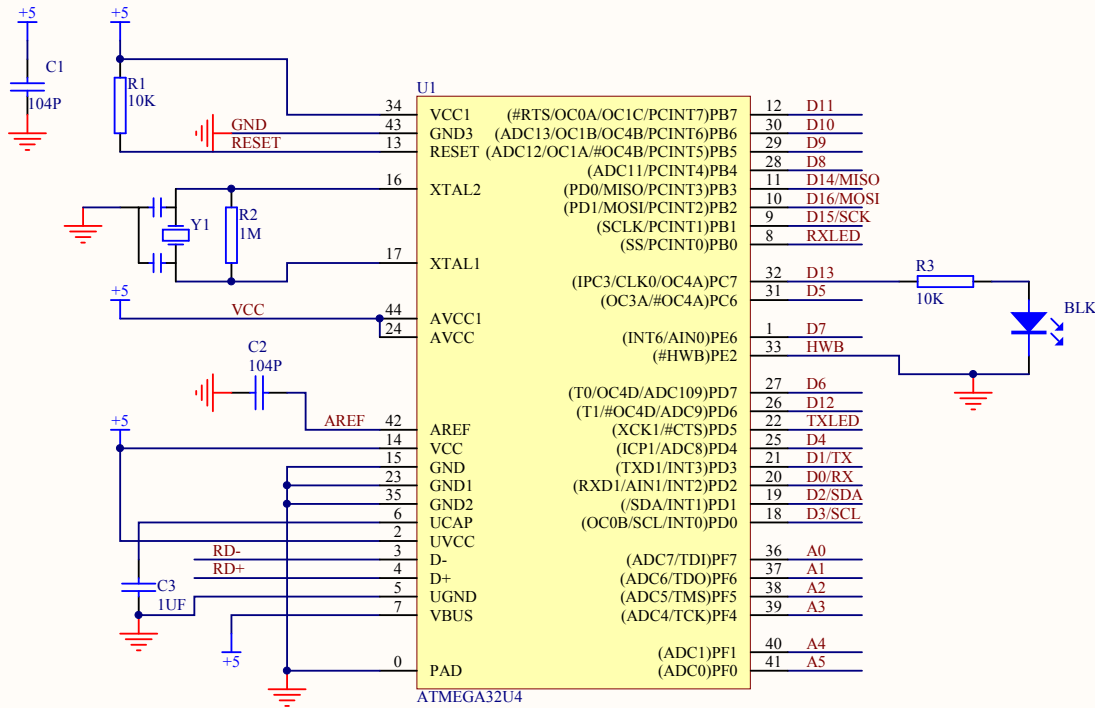 +5
+5
C1
104P
R1
10K
U1
34 VCC1 (#RTS/OC0A/OC1C/PCINT7)PB7 12 D11
GND 43 GND3 (ADC13/OC1B/OC4B/PCINT6)PB6 30 D10
RESET 13 RESET (ADC12/OC1A/#OC4B/PCINT5)PB5 29 D9
(ADC11/PCINT4)PB4 28 D8
16 XTAL2 (PD0/MISO/PCINT3)PB3 11 D14/MISO
(PD1/MOSI/PCINT2)PB2 10 D16/MOSI
(SCLK/PCINT1)PB1 9 D15/SCK
(SS/PCINT0)PB0 8 RXLED
Y1
R2
1M
17 XTAL1
(IPC3/CLK0/OC4A)PC7 32 D13
(OC3A/#OC4A)PC6 31 D5
R3
10K
BLK
+5
VCC 44 AVCC1
24 AVCC
(INT6/AIN0)PE6 1 D7
(#HWB)PE2 33 HWB
C2
104P
(T0/OC4D/ADC109)PD7 27 D6
(T1/#OC4D/ADC9)PD6 26 D12
AREF 42 AREF (XCK1/#CTS)PD5 22 TXLED
+5
14 VCC (ICP1/ADC8)PD4 25 D4
15 GND (TXD1/INT3)PD3 21 D1/TX
23 GND1 (RXD1/AIN1/INT2)PD2 20 D0/RX
35 GND2 (/SDA/INT1)PD1 19 D2/SDA
6 UCAP (OC0B/SCL/INT0)PD0 18 D3/SCL
2 UVCC
RD- 3 D- (ADC7/TDI)PF7 36 A0
RD+ 4 D+ (ADC6/TDO)PF6 37 A1
C3
1UF
5 UGND (ADC5/TMS)PF5 38 A2
7 VBUS (ADC4/TCK)PF4 39 A3
+5
(ADC1)PF1 40 A4
0 PAD (ADC0)PF0 41 A5
ATMEGA32U4